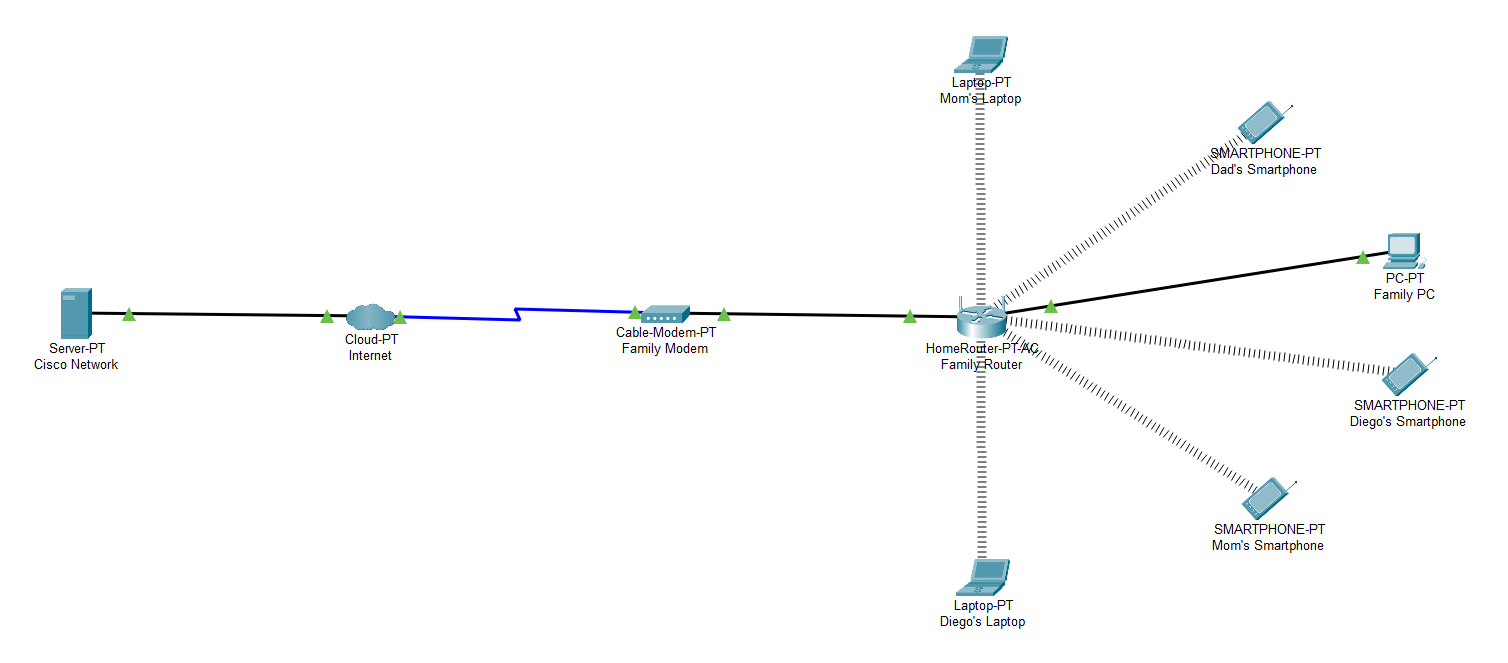 Laptop-PT
Mom's Laptop
SMARTPHONE-PT
Dad's Smartphone
PC-PT
Family PC
Server-PT
Cisco Network
Cloud-PT
Internet
Cable-Modem-PT
Family Modem
HomeRouter-PT-AC
Family Router
SMARTPHONE-PT
Diego's Smartphone
SMARTPHONE-PT
Mom's Smartphone
Laptop-PT
Diego's Laptop